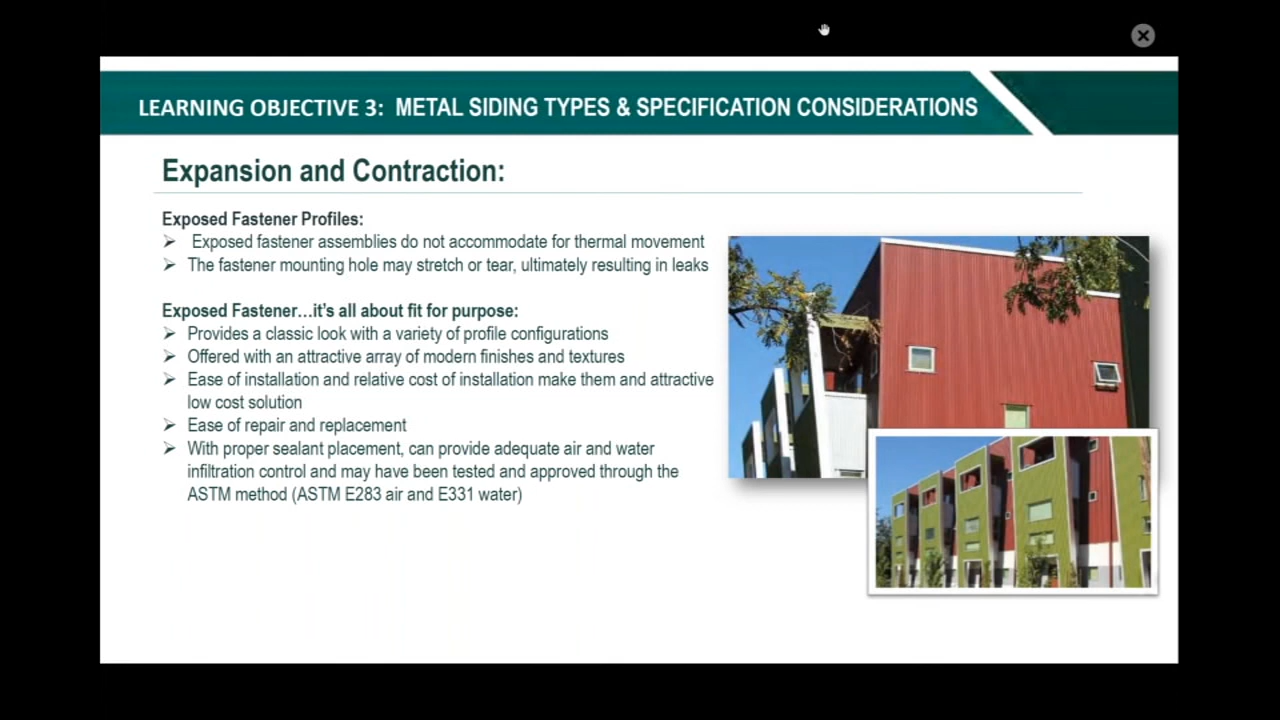 LEARNING OBJECTIVE 3: METAL SIDING TYPES & SPECIFICATION CONSIDERATIONS
Expansion and Contraction:
Exposed Fastener Profiles:
➢ Exposed fastener assemblies do not accommodate for thermal movement
➢ The fastener mounting hole may stretch or tear, ultimately resulting in leaks
Exposed Fastener…it's all about fit for purpose:
➢ Provides a classic look with a variety of profile configurations
➢ Offered with an attractive array of modern finishes and textures
➢ Ease of installation and relative cost of installation make them and attractive
low cost solution
➢ Ease of repair and replacement
➢ With proper sealant placement, can provide adequate air and water
infiltration control and may have been tested and approved through the
ASTM method (ASTM E283 air and E331 water)